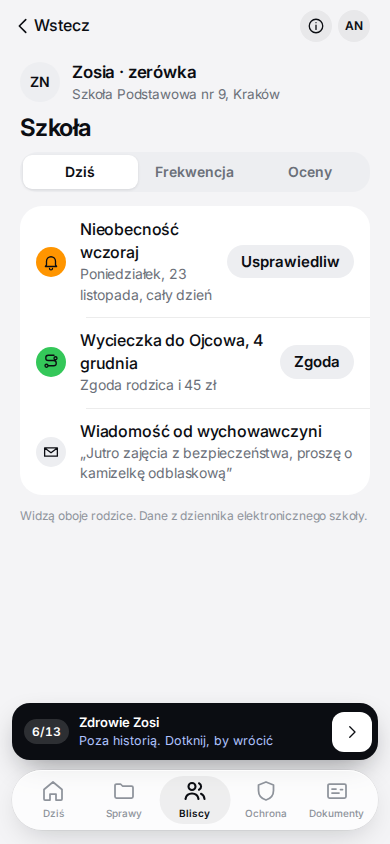 Wstecz
AN
ZN
Zosia · zerówka
Szkoła Podstawowa nr 9, Kraków
Szkoła
Dziś
Frekwencja
Oceny
Nieobecność
wczoraj
Poniedziałek, 23
listopada, cały dzień
Usprawiedliw
Wycieczka do Ojcowa, 4
grudnia
Zgoda rodzica i 45 zł
Zgoda
Wiadomość od wychowawczyni
„Jutro zajęcia z bezpieczeństwa, proszę o
kamizelkę odblaskową”
Widzą oboje rodzice. Dane z dziennika elektronicznego szkoły.
6/13
Zdrowie Zosi
Poza historią. Dotknij, by wrócić
Dziś
Sprawy
Bliscy
Ochrona
Dokumenty